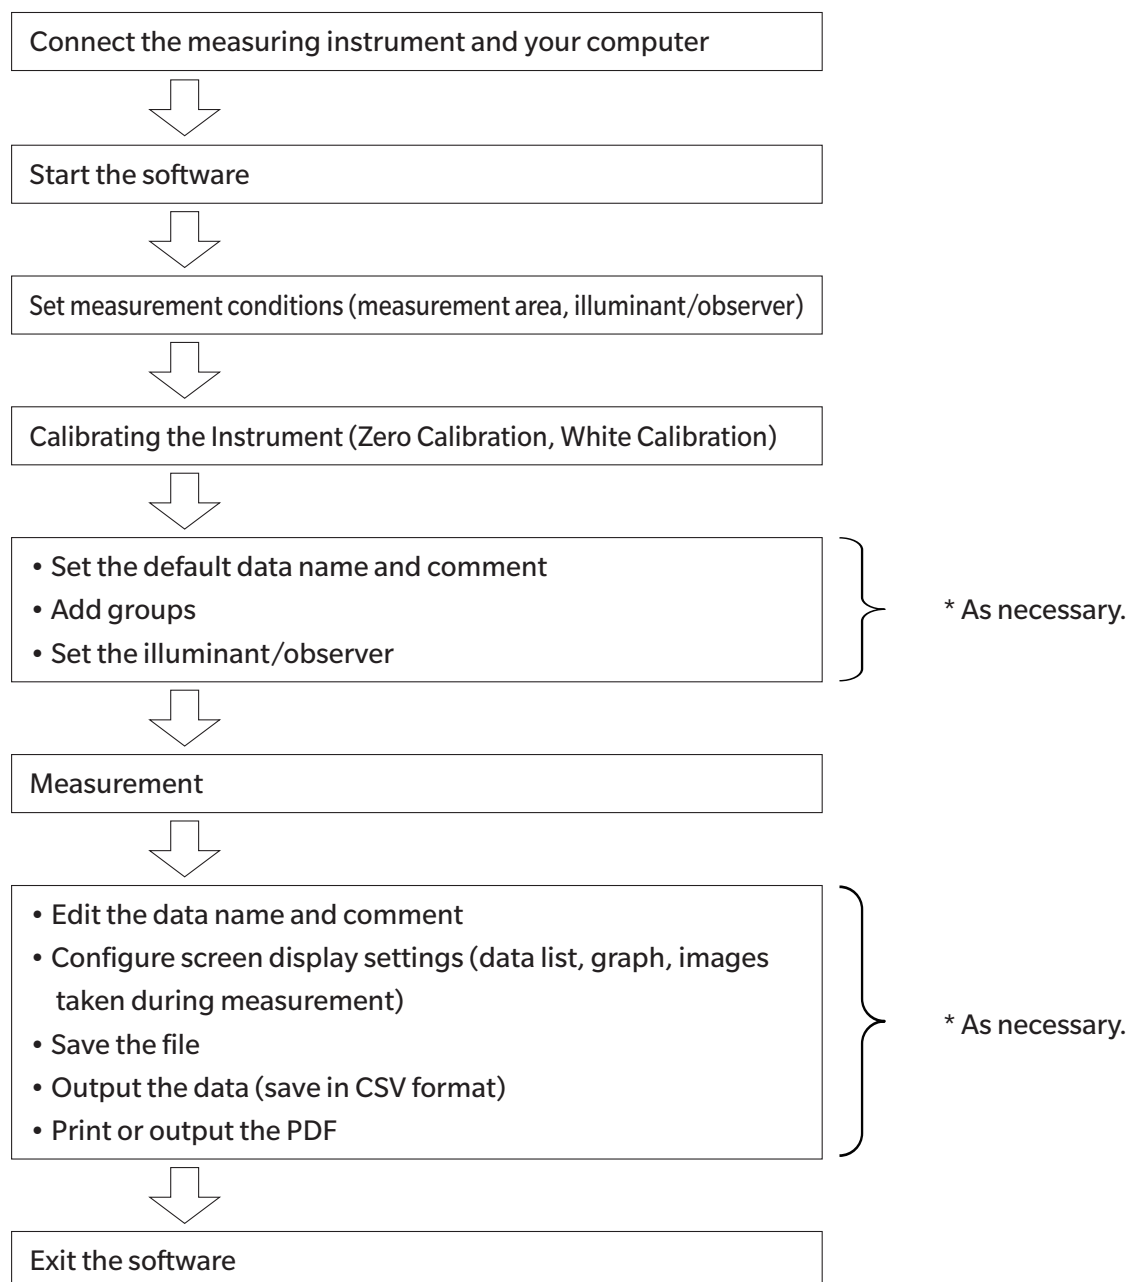 Connect the measuring instrument and your computer
Start the software
Set measurement conditions (measurement area, illuminant/observer)
Calibrating the Instrument (Zero Calibration, White Calibration)
• Set the default data name and comment
• Add groups
• Set the illuminant/observer
* As necessary.
Measurement
• Edit the data name and comment
• Configure screen display settings (data list, graph, images
taken during measurement)
• Save the file
• Output the data (save in CSV format)
• Print or output the PDF
* As necessary.
Exit the software